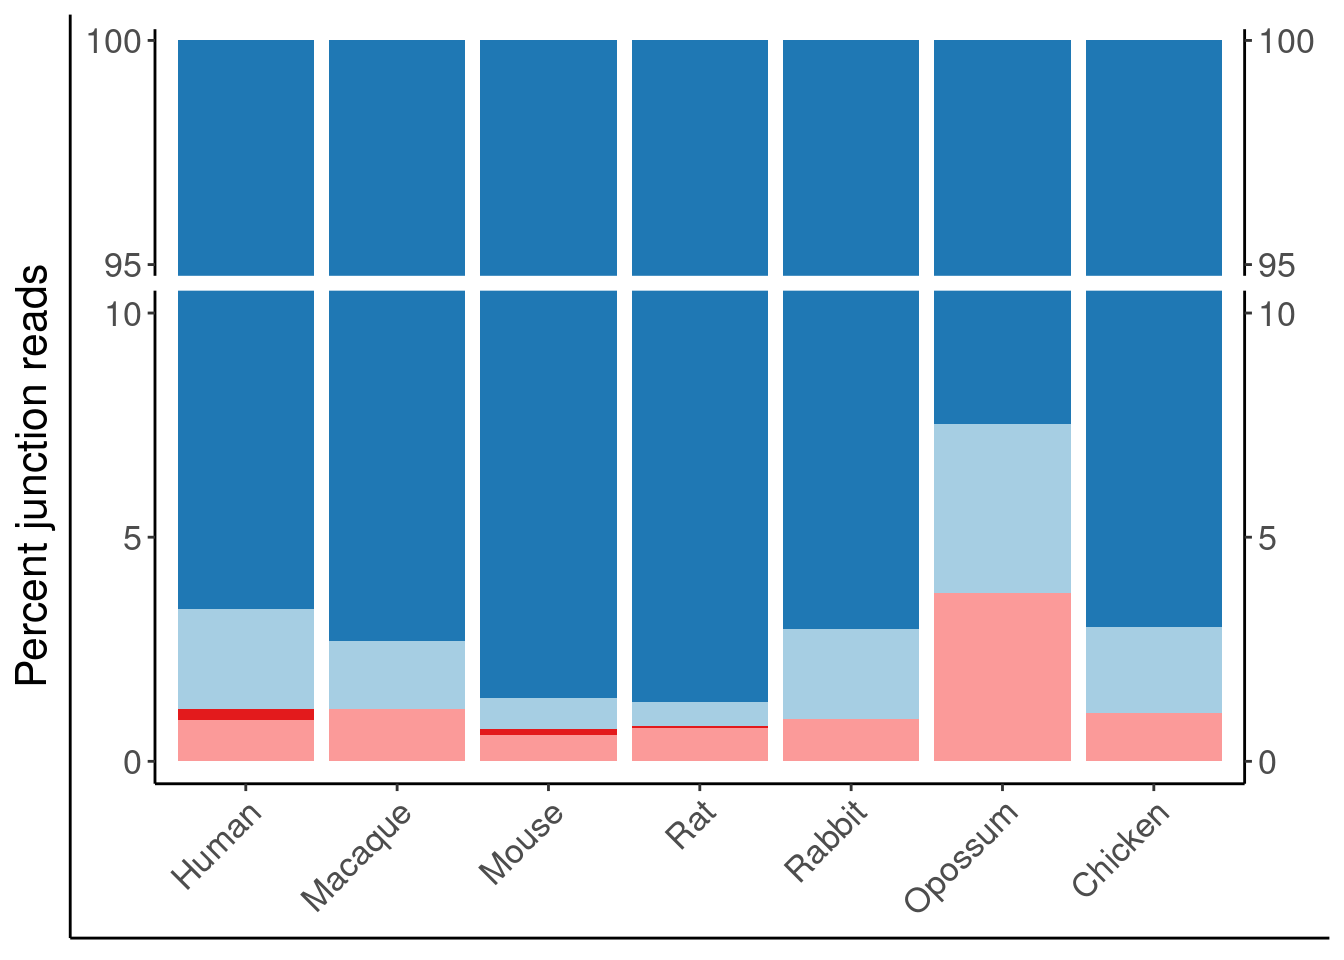 100
100
95
95
10
10
5
5
0
0
Percent junction reads
Human
Macaque
Mouse
Rat
Rabbit
Opossum
Chicken